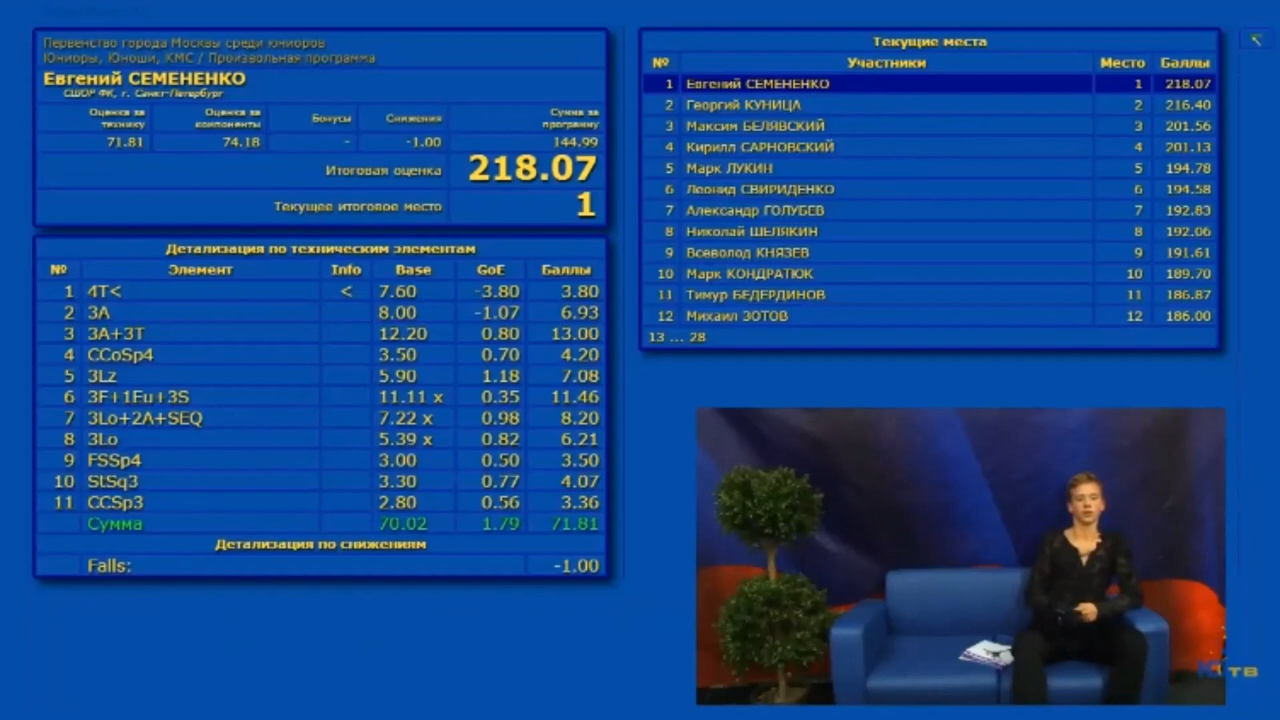 Первенство города Москвы среди юниоров
Юниоры, Юноши, КМС / Произвольная программа
Евгений СЕМЕНЕНКО
СШОР ФК, г. Санкт-Петербург
Оценка за технику Оценка за компоненты Бонусы Снижения Сумма за программу
71.81 74.18 - -1.00 144.99
Итоговая оценка 218.07
Текущее итоговое место 1
Детализация по техническим элементам
№ Элемент Info Base GoE Баллы
1 4T< < 7.60 -3.80 3.80
2 3A 8.00 -1.07 6.93
3 3A+3T 12.20 0.80 13.00
4 CCoSp4 3.50 0.70 4.20
5 3Lz 5.90 1.18 7.08
6 3F+1Eu+3S 11.11 x 0.35 11.46
7 3Lo+2A+SEQ 7.22 x 0.98 8.20
8 3Lo 5.39 x 0.82 6.21
9 FSSp4 3.00 0.50 3.50
10 StSq3 3.30 0.77 4.07
11 CCSp3 2.80 0.56 3.36
Сумма 70.02 1.79 71.81
Детализация по снижениям
Falls: -1.00
Текущие места
№ Участники Место Баллы
1 Евгений СЕМЕНЕНКО 1 218.07
2 Георгий КУНИЦА 2 216.40
3 Максим БЕЛЯВСКИЙ 3 201.56
4 Кирилл САРНОВСКИЙ 4 201.13
5 Марк ЛУКИН 5 194.78
6 Леонид СВИРИДЕНКО 6 194.58
7 Александр ГОЛУБЕВ 7 192.83
8 Николай ШЕЛЯКИН 8 192.06
9 Всеволод КНЯЗЕВ 9 191.61
10 Марк КОНДРАТЮК 10 189.70
11 Тимур БЕДЕРДИНОВ 11 186.87
12 Михаил ЗОТОВ 12 186.00
13 ... 28
ТВ